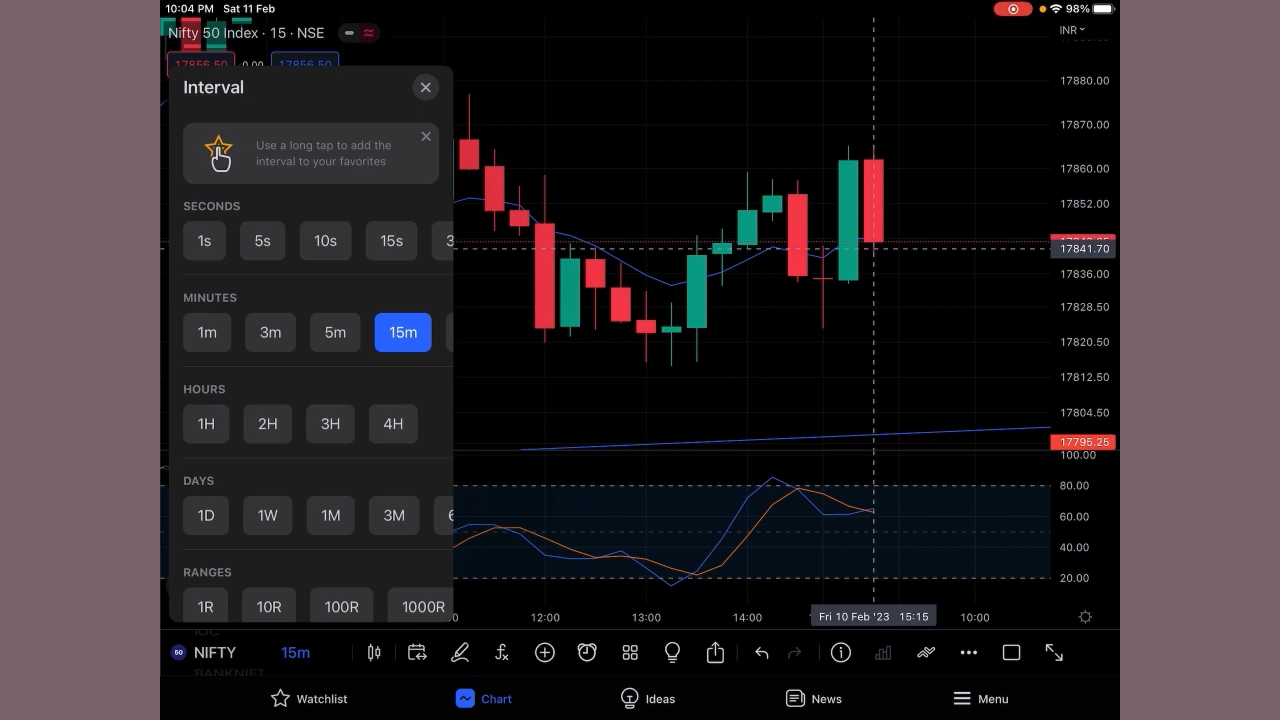 10:04 PM Sat 11 Feb
98%
Nifty 50 Index · 15 · NSE
INR
17856.50 0.00 17856.50
Interval
Use a long tap to add the
interval to your favorites
SECONDS
1s 5s 10s 15s
MINUTES
1m 3m 5m 15m
HOURS
1H 2H 3H 4H
DAYS
1D 1W 1M 3M
RANGES
1R 10R 100R 1000R
17880.00
17870.00
17860.00
17852.00
17841.70
17836.00
17828.50
17820.50
17812.50
17804.50
17795.25
100.00
80.00
60.00
40.00
20.00
12:00 13:00 14:00 Fri 10 Feb '23 15:15 10:00
50 NIFTY 15m
BANKNIFT
Watchlist Chart Ideas News Menu